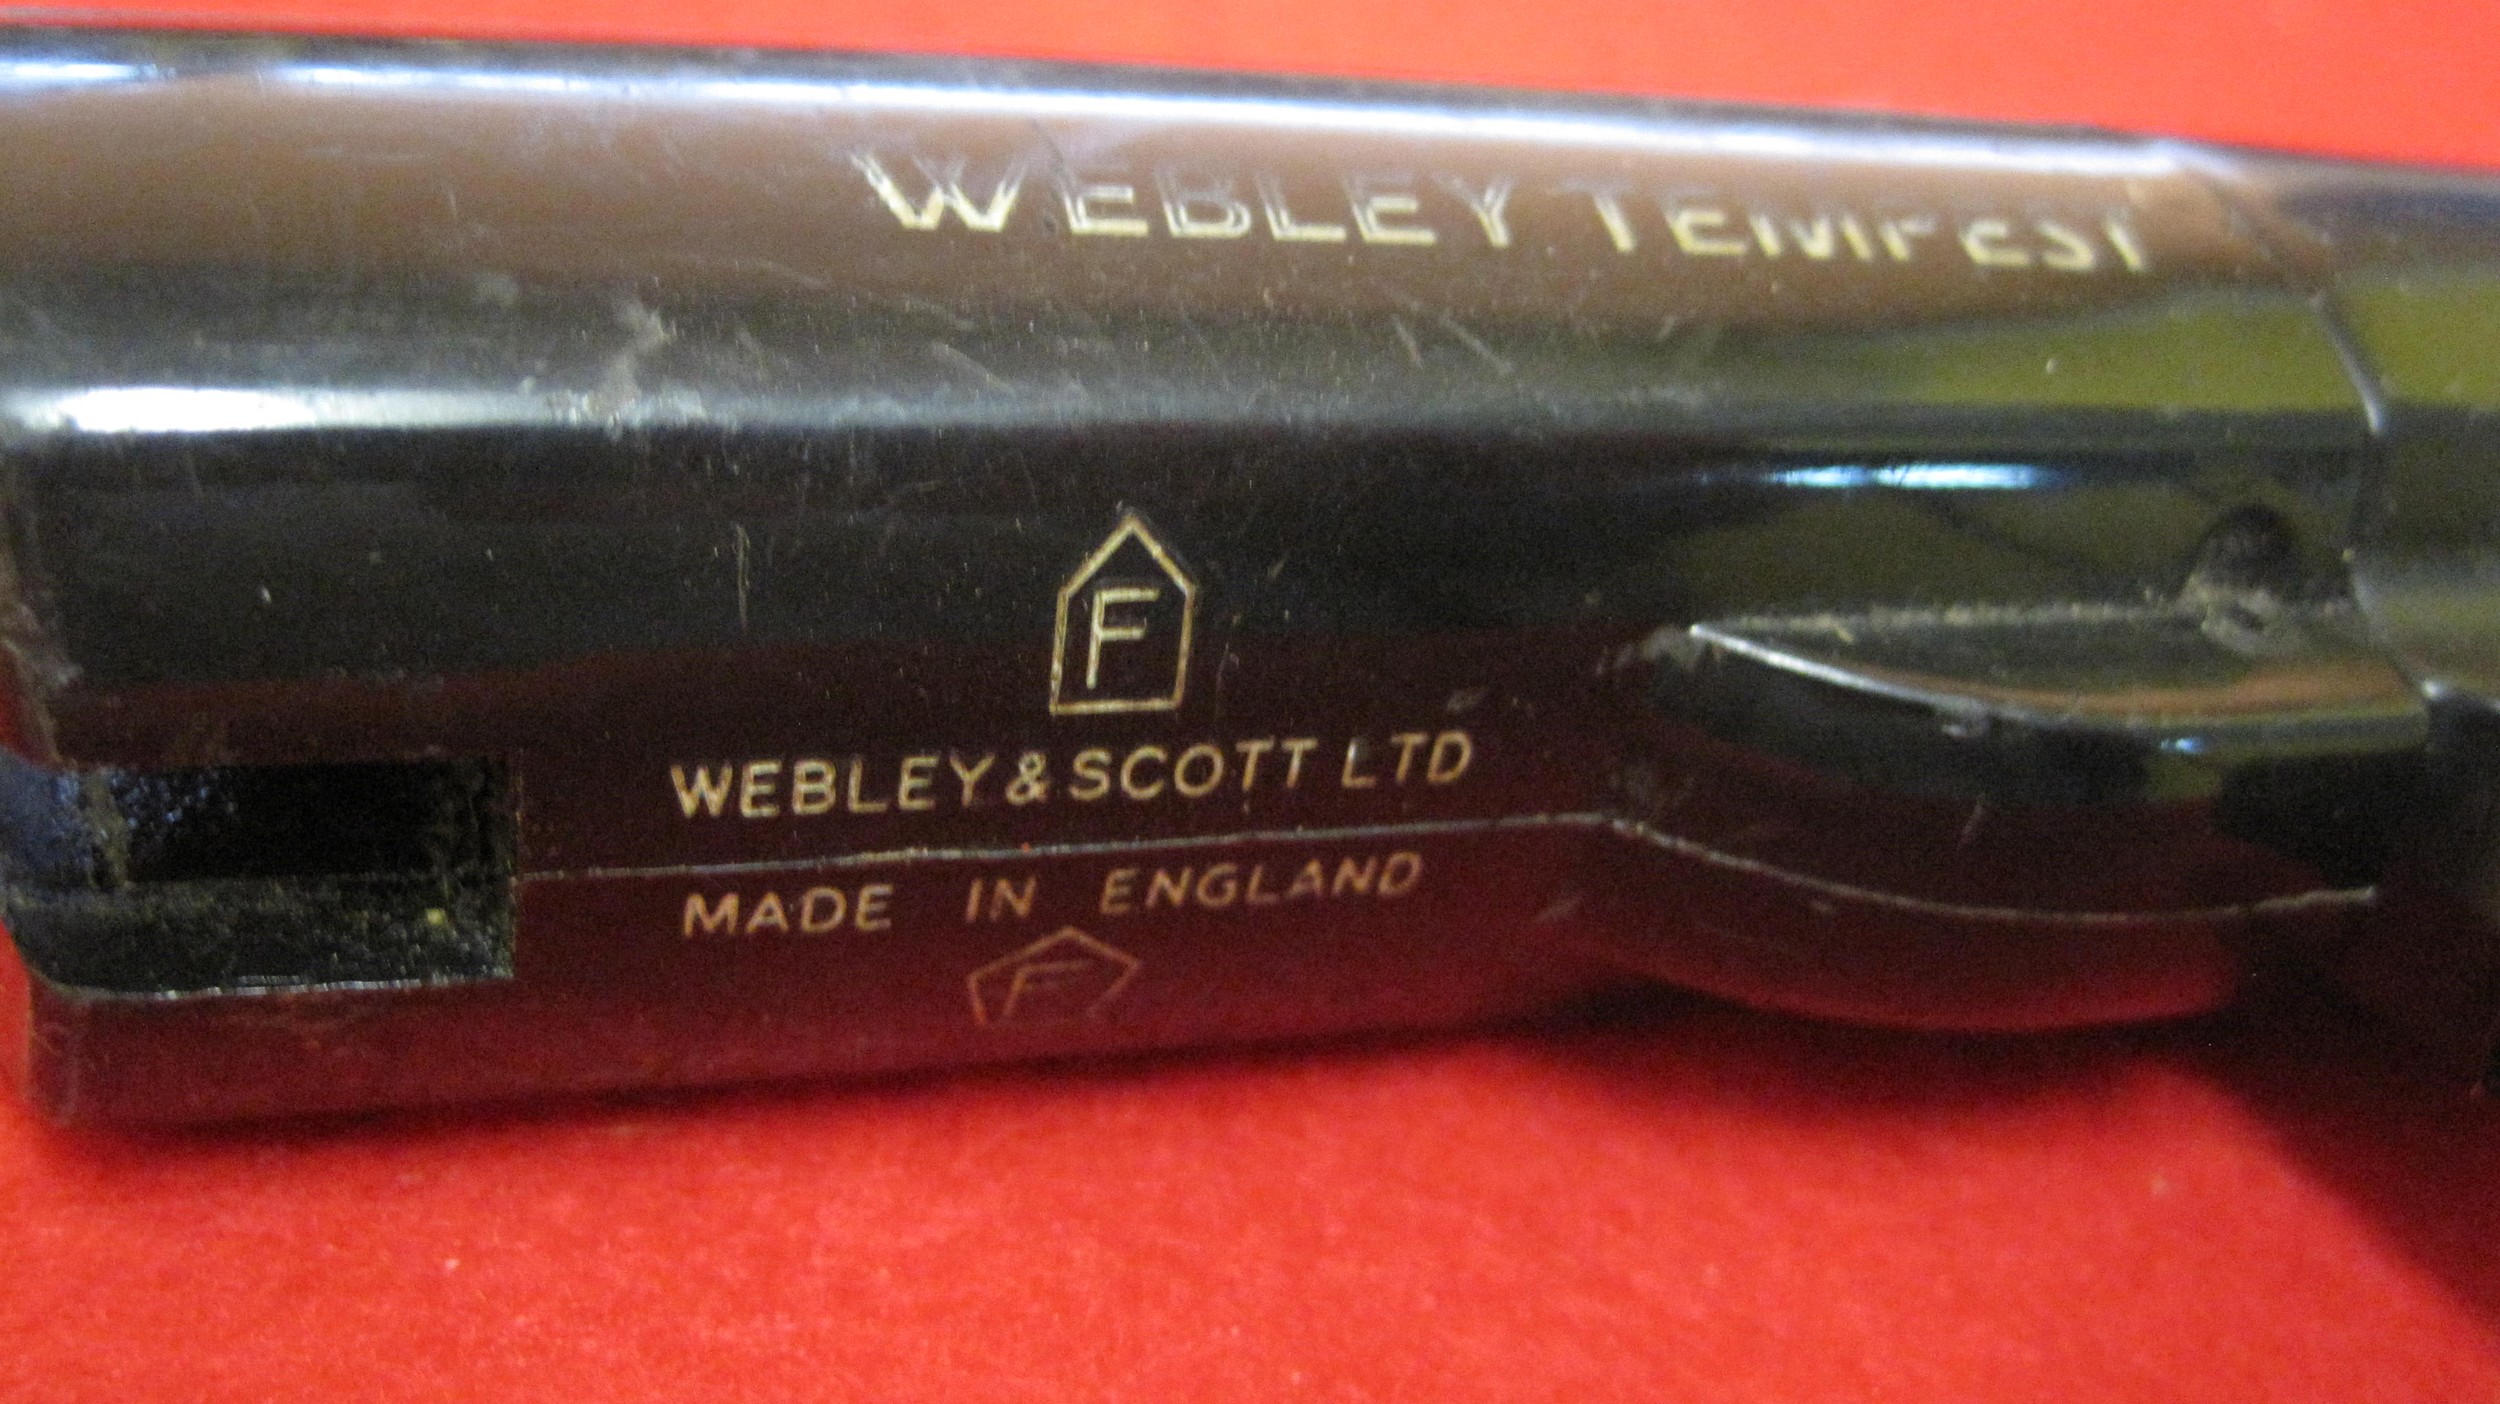 WEBLEY TEMPEST
F
WEBLEY & SCOTT LTD
MADE IN ENGLAND
F